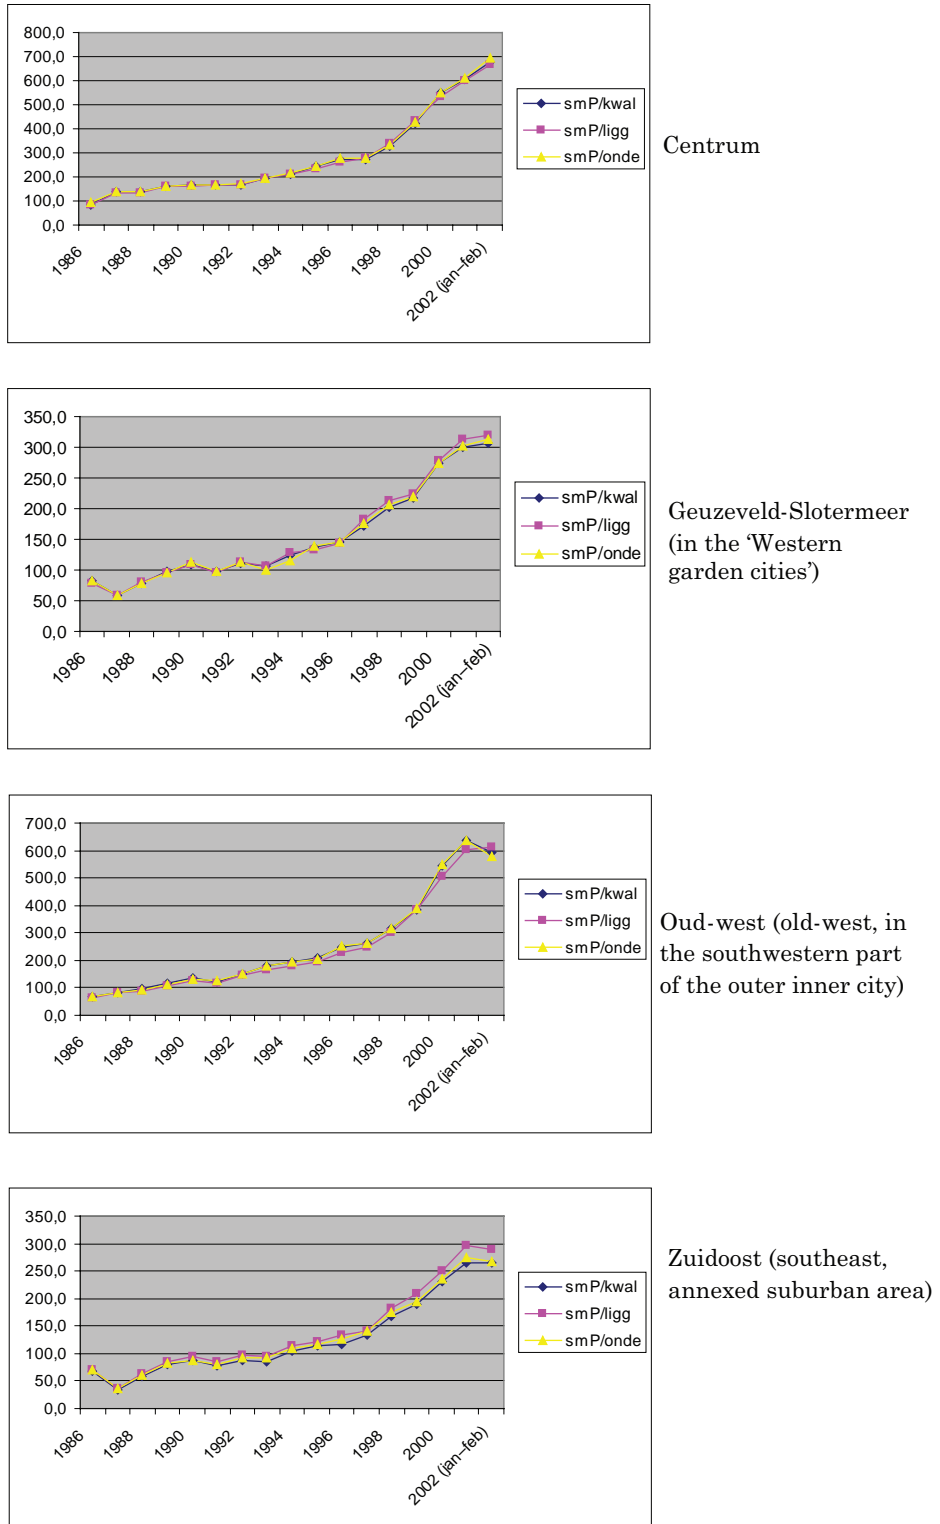 800,0
700,0
600,0
500,0
400,0
300,0
200,0
100,0
0,0
1986
1988
1990
1992
1994
1996
1998
2000
2002 (jan–feb)
smP/kwal
smP/ligg
smP/onde
Centrum
350,0
300,0
250,0
200,0
150,0
100,0
50,0
0,0
1986
1988
1990
1992
1994
1996
1998
2000
2002 (jan–feb)
smP/kwal
smP/ligg
smP/onde
Geuzeveld-Slotermeer
(in the ‘Western
garden cities’)
700,0
600,0
500,0
400,0
300,0
200,0
100,0
0,0
1986
1988
1990
1992
1994
1996
1998
2000
2002 (jan–feb)
smP/kwal
smP/ligg
smP/onde
Oud-west (old-west, in
the southwestern part
of the outer inner city)
350,0
300,0
250,0
200,0
150,0
100,0
50,0
0,0
1986
1988
1990
1992
1994
1996
1998
2000
2002 (jan–feb)
smP/kwal
smP/ligg
smP/onde
Zuidoost (southeast,
annexed suburban area)